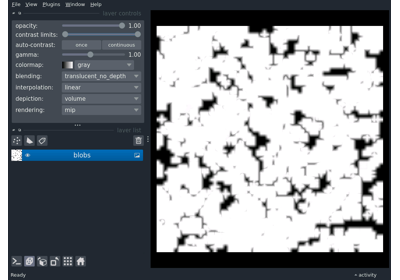 File View Plugins Window Help
layer controls
opacity: 1.00
contrast limits:
auto-contrast: once continuous
gamma: 1.00
colormap: gray
blending: translucent_no_depth
interpolation: linear
depiction: volume
rendering: mip
layer list
blobs
Ready activity